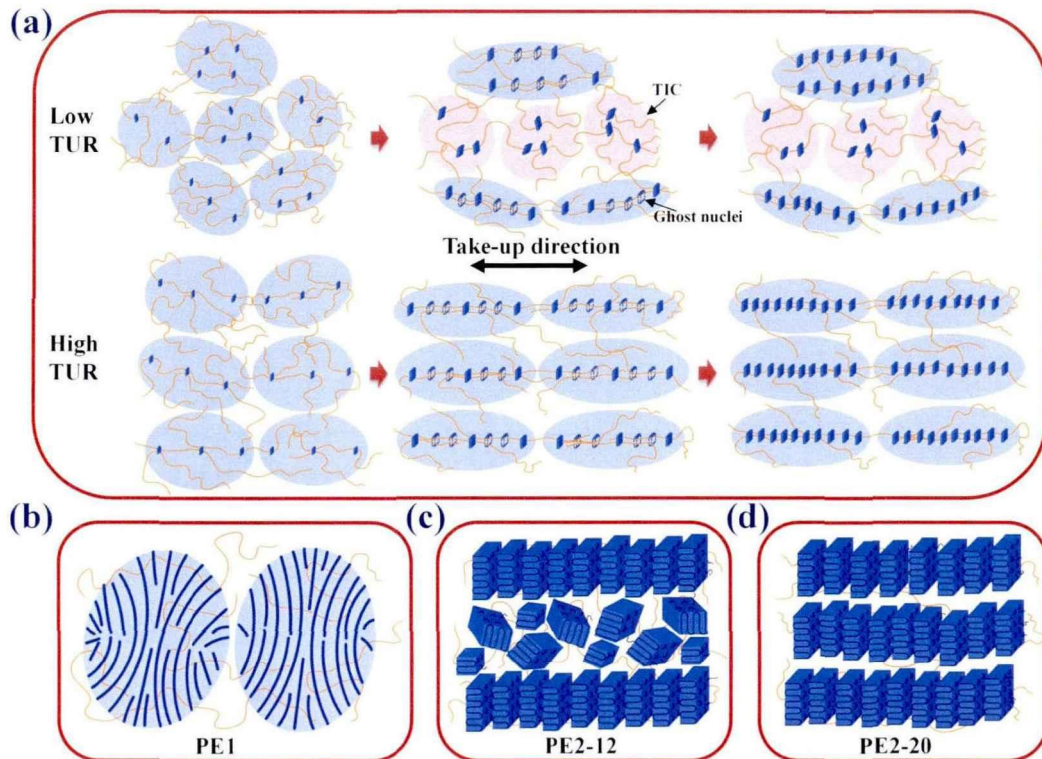 (a)
Low
TUR
TIC
Ghost nuclei
Take-up direction
High
TUR
(b)
(c)
(d)
PE1
PE2-12
PE2-20